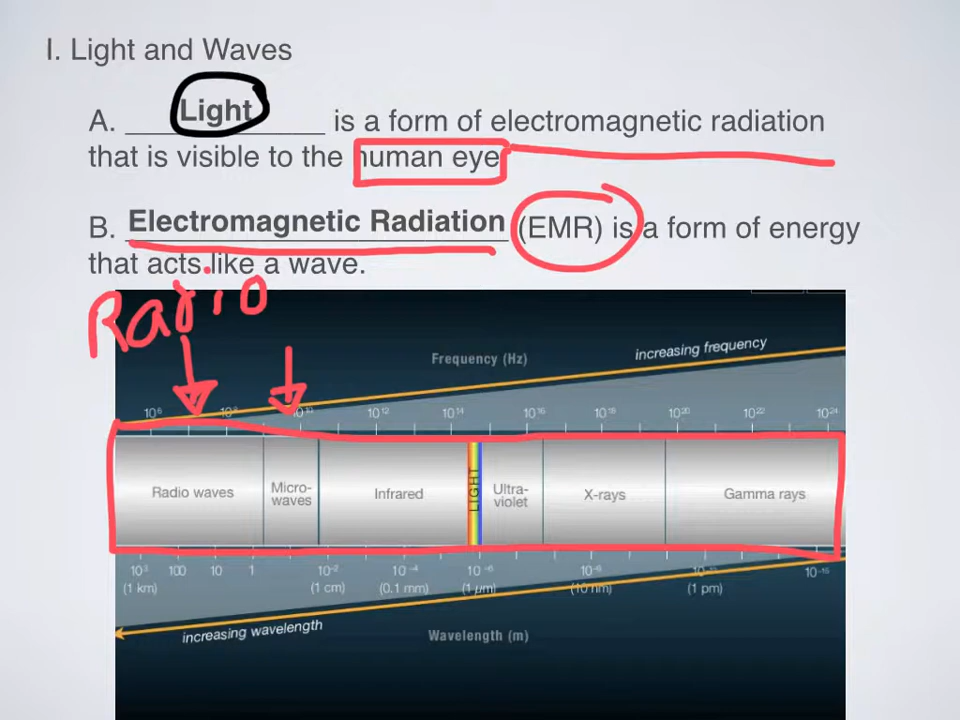 I. Light and Waves
A. Light is a form of electromagnetic radiation
that is visible to the human eye
B. Electromagnetic Radiation (EMR) is a form of energy
that acts like a wave.
Radio
Frequency (Hz)
increasing frequency
10⁶ 10⁸ 10¹⁰ 10¹² 10¹⁴ 10¹⁶ 10¹⁸ 10²⁰ 10²² 10²⁴
Radio waves
Micro-
waves
Infrared
LIGHT
Ultra-
violet
X-rays
Gamma rays
10³ 100 10 1 10⁻² 10⁻⁴ 10⁻⁶ 10⁻¹⁵
(1 km) (1 cm) (0.1 mm) (1 µm) (10 nm) (1 pm)
increasing wavelength
Wavelength (m)